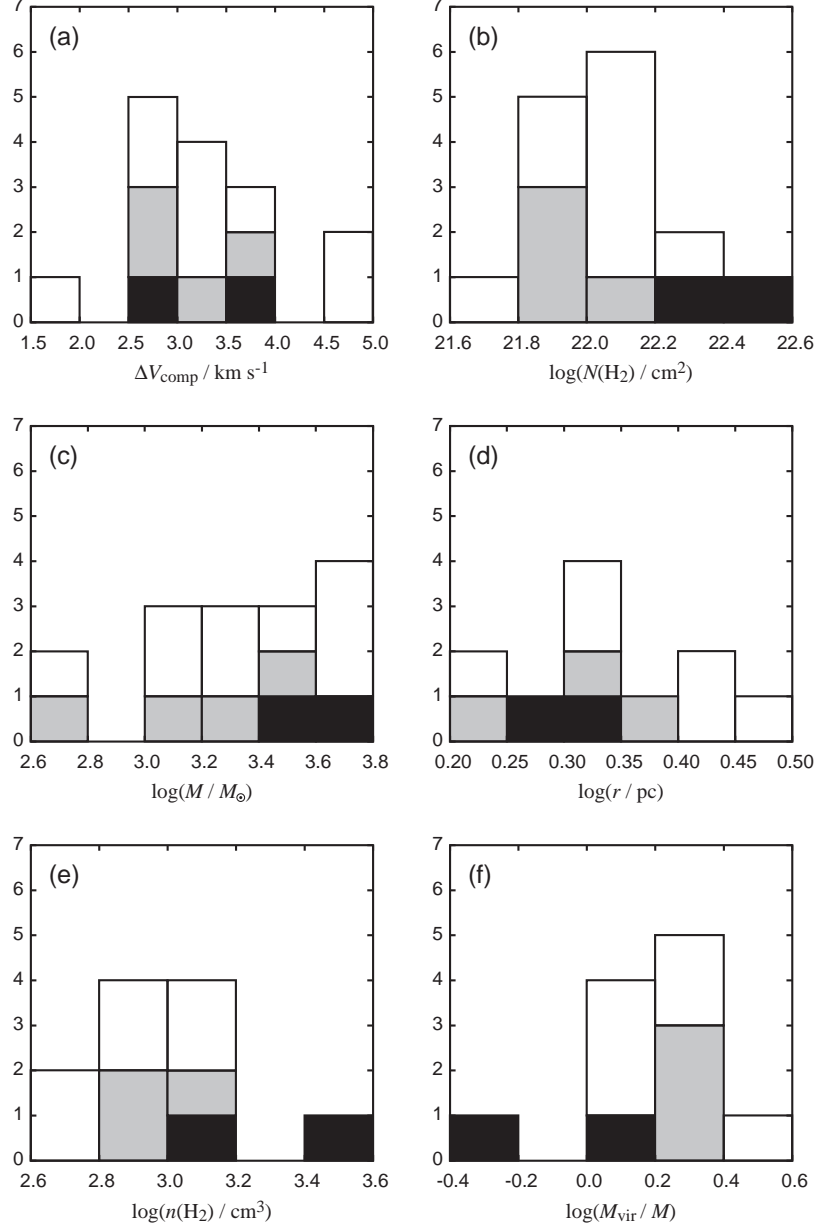 7
6
5
4
3
2
1
0
(a)
1.5 2.0 2.5 3.0 3.5 4.0 4.5 5.0
ΔV_comp / km s⁻¹
7
6
5
4
3
2
1
0
(b)
21.6 21.8 22.0 22.2 22.4 22.6
log(N(H₂) / cm²)
7
6
5
4
3
2
1
0
(c)
2.6 2.8 3.0 3.2 3.4 3.6 3.8
log(M / M☉)
7
6
5
4
3
2
1
0
(d)
0.20 0.25 0.30 0.35 0.40 0.45 0.50
log(r / pc)
7
6
5
4
3
2
1
0
(e)
2.6 2.8 3.0 3.2 3.4 3.6
log(n(H₂) / cm³)
7
6
5
4
3
2
1
0
(f)
-0.4 -0.2 0.0 0.2 0.4 0.6
log(M_vir / M)